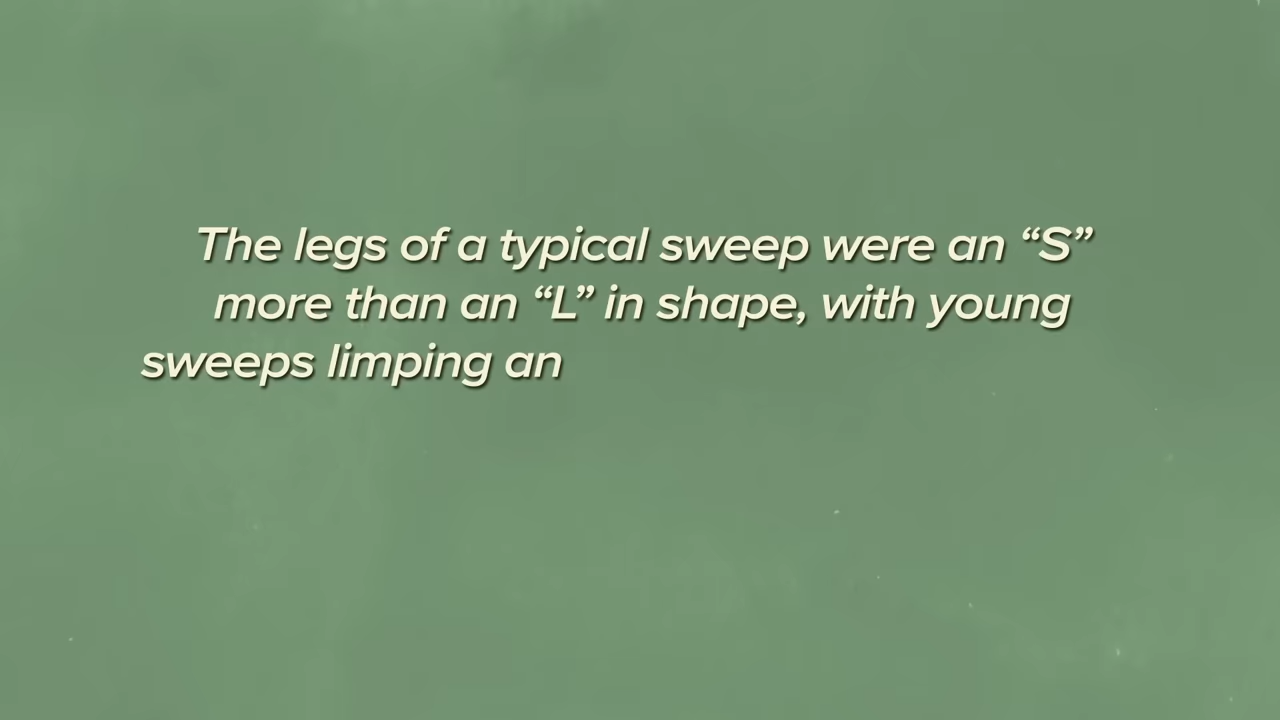 The legs of a typical sweep were an “S”
more than an “L” in shape, with young
sweeps limping an